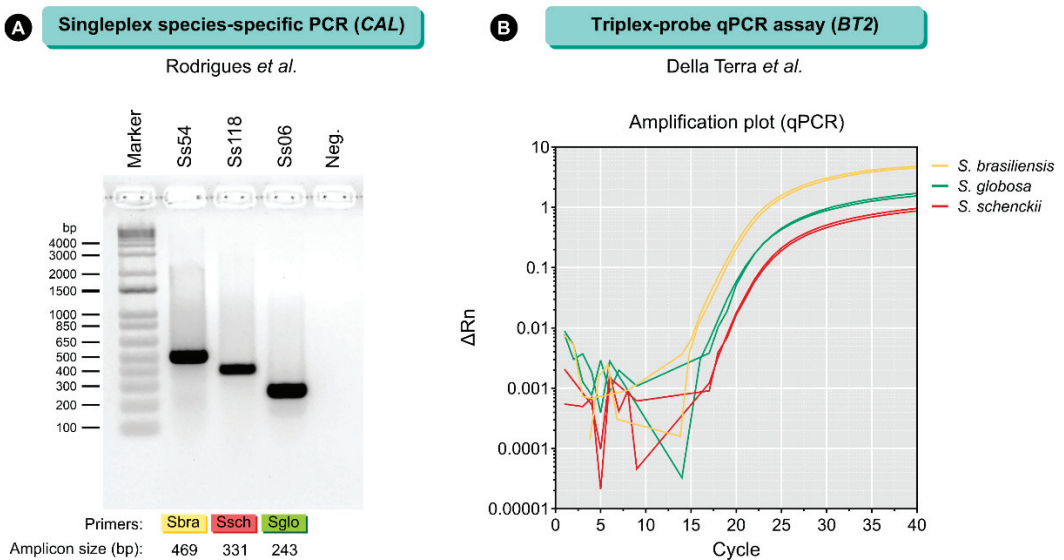 A
Singleplex species-specific PCR (CAL)
Rodrigues et al.
Marker
Ss54
Ss118
Ss06
Neg.
bp
4000
3000
2000
1500
1000
850
650
500
400
300
200
100
Primers: Sbra Ssch Sglo
Amplicon size (bp): 469 331 243
B
Triplex-probe qPCR assay (BT2)
Della Terra et al.
Amplification plot (qPCR)
ΔRn
10
1
0.1
0.01
0.001
0.0001
0.00001
0 5 10 15 20 25 30 35 40
Cycle
S. brasiliensis
S. globosa
S. schenckii